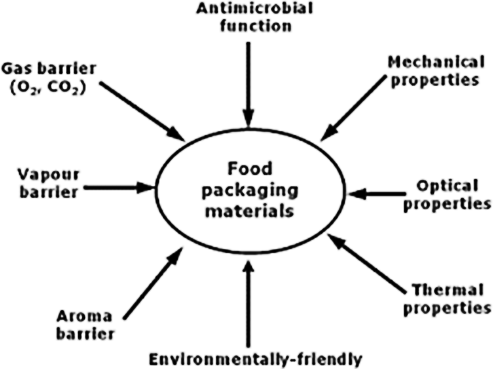 Antimicrobial
function
Gas barrier
(O₂, CO₂)
Mechanical
properties
Vapour
barrier
Food
packaging
materials
Optical
properties
Aroma
barrier
Thermal
properties
Environmentally-friendly